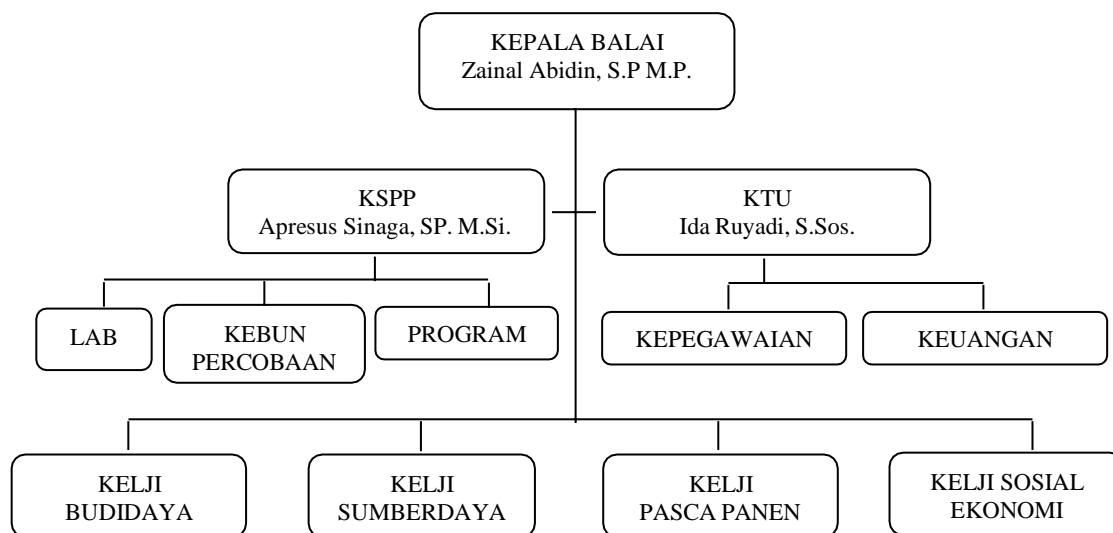 KEPALA BALAI
Zainal Abidin, S.P M.P.
KSPP
Apresus Sinaga, SP. M.Si.
KTU
Ida Ruyadi, S.Sos.
LAB
KEBUN
PERCOBAAN
PROGRAM
KEPEGAWAIAN
KEUANGAN
KELJI
BUDIDAYA
KELJI
SUMBERDAYA
KELJI
PASCA PANEN
KELJI SOSIAL
EKONOMI